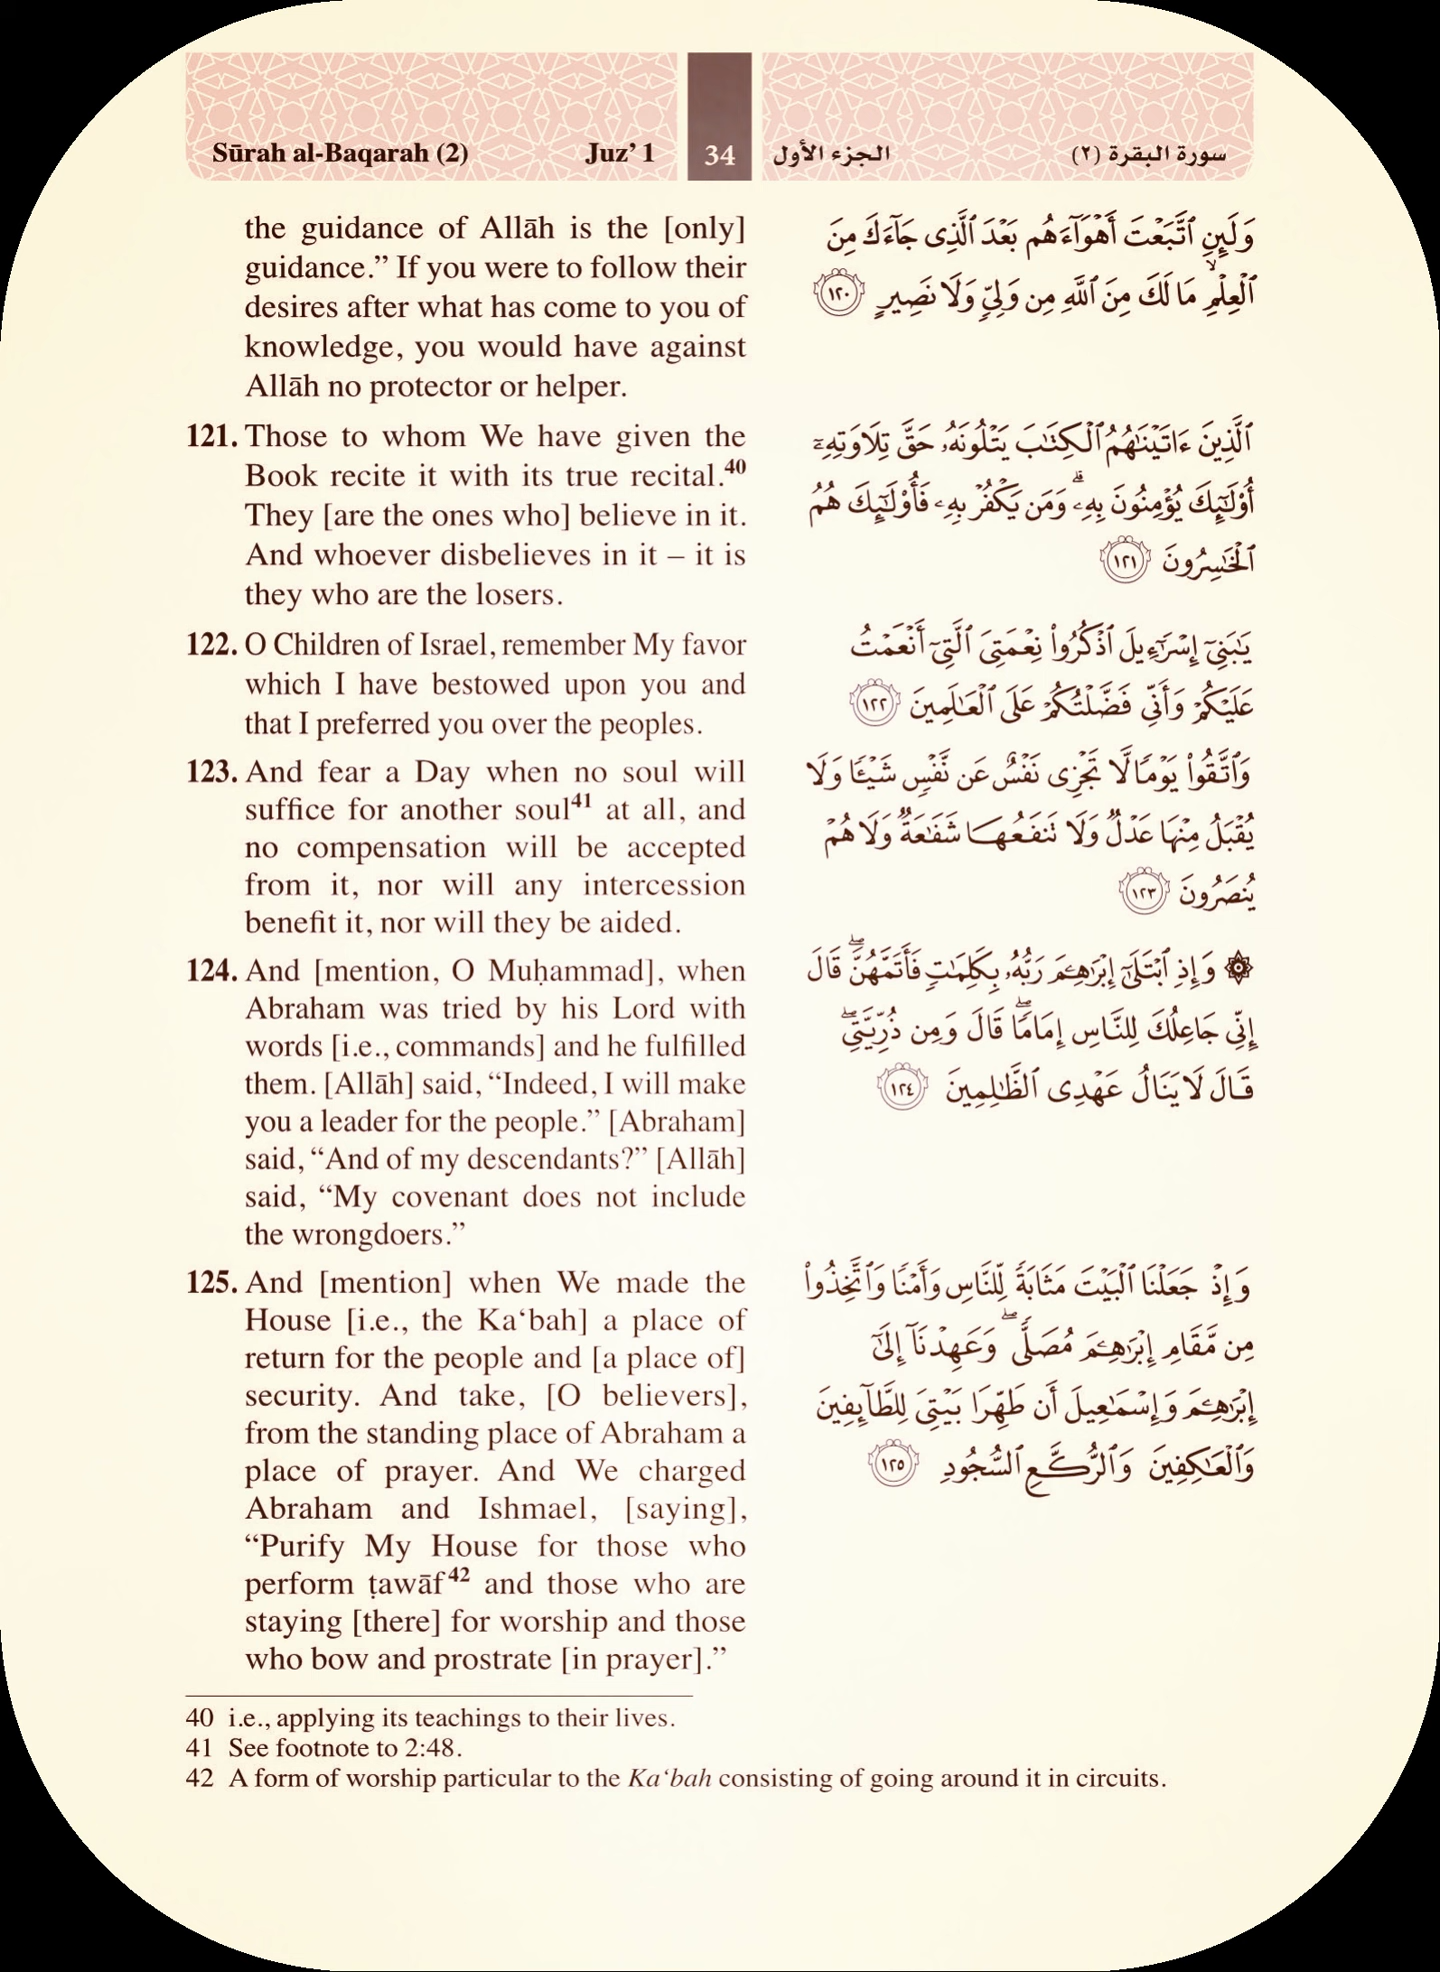 Sūrah al-Baqarah (2)
Juz’ 1
34
الجزء الأول
سورة البقرة (٢)
the guidance of Allāh is the [only]
guidance.” If you were to follow their
desires after what has come to you of
knowledge, you would have against
Allāh no protector or helper.
121. Those to whom We have given the
Book recite it with its true recital.40
They [are the ones who] believe in it.
And whoever disbelieves in it – it is
they who are the losers.
122. O Children of Israel, remember My favor
which I have bestowed upon you and
that I preferred you over the peoples.
123. And fear a Day when no soul will
suffice for another soul41 at all, and
no compensation will be accepted
from it, nor will any intercession
benefit it, nor will they be aided.
124. And [mention, O Muḥammad], when
Abraham was tried by his Lord with
words [i.e., commands] and he fulfilled
them. [Allāh] said, “Indeed, I will make
you a leader for the people.” [Abraham]
said, “And of my descendants?” [Allāh]
said, “My covenant does not include
the wrongdoers.”
125. And [mention] when We made the
House [i.e., the Ka‘bah] a place of
return for the people and [a place of]
security. And take, [O believers],
from the standing place of Abraham a
place of prayer. And We charged
Abraham and Ishmael, [saying],
“Purify My House for those who
perform ṭawāf42 and those who are
staying [there] for worship and those
who bow and prostrate [in prayer].”
وَلَئِنِ ٱتَّبَعْتَ أَهْوَآءَهُم بَعْدَ ٱلَّذِى جَآءَكَ مِنَ
ٱلْعِلْمِ ۙ مَا لَكَ مِنَ ٱللَّهِ مِن وَلِىٍّ وَلَا نَصِيرٍ ١٢٠
ٱلَّذِينَ ءَاتَيْنَٰهُمُ ٱلْكِتَٰبَ يَتْلُونَهُۥ حَقَّ تِلَاوَتِهِۦٓ
أُو۟لَٰٓئِكَ يُؤْمِنُونَ بِهِۦ ۗ وَمَن يَكْفُرْ بِهِۦ فَأُو۟لَٰٓئِكَ هُمُ
ٱلْخَٰسِرُونَ ١٢١
يَٰبَنِىٓ إِسْرَٰٓءِيلَ ٱذْكُرُوا۟ نِعْمَتِىَ ٱلَّتِىٓ أَنْعَمْتُ
عَلَيْكُمْ وَأَنِّى فَضَّلْتُكُمْ عَلَى ٱلْعَٰلَمِينَ ١٢٢
وَٱتَّقُوا۟ يَوْمًا لَّا تَجْزِى نَفْسٌ عَن نَّفْسٍ شَيْـًٔا وَلَا
يُقْبَلُ مِنْهَا عَدْلٌ وَلَا تَنفَعُهَا شَفَٰعَةٌ وَلَا هُمْ
يُنصَرُونَ ١٢٣
۞ وَإِذِ ٱبْتَلَىٰٓ إِبْرَٰهِـۧمَ رَبُّهُۥ بِكَلِمَٰتٍ فَأَتَمَّهُنَّ ۖ قَالَ
إِنِّى جَاعِلُكَ لِلنَّاسِ إِمَامًا ۖ قَالَ وَمِن ذُرِّيَّتِى ۖ
قَالَ لَا يَنَالُ عَهْدِى ٱلظَّٰلِمِينَ ١٢٤
وَإِذْ جَعَلْنَا ٱلْبَيْتَ مَثَابَةً لِّلنَّاسِ وَأَمْنًا وَٱتَّخِذُوا۟
مِن مَّقَامِ إِبْرَٰهِـۧمَ مُصَلًّى ۖ وَعَهِدْنَآ إِلَىٰٓ
إِبْرَٰهِـۧمَ وَإِسْمَٰعِيلَ أَن طَهِّرَا بَيْتِىَ لِلطَّآئِفِينَ
وَٱلْعَٰكِفِينَ وَٱلرُّكَّعِ ٱلسُّجُودِ ١٢٥
40 i.e., applying its teachings to their lives.
41 See footnote to 2:48.
42 A form of worship particular to the Ka‘bah consisting of going around it in circuits.